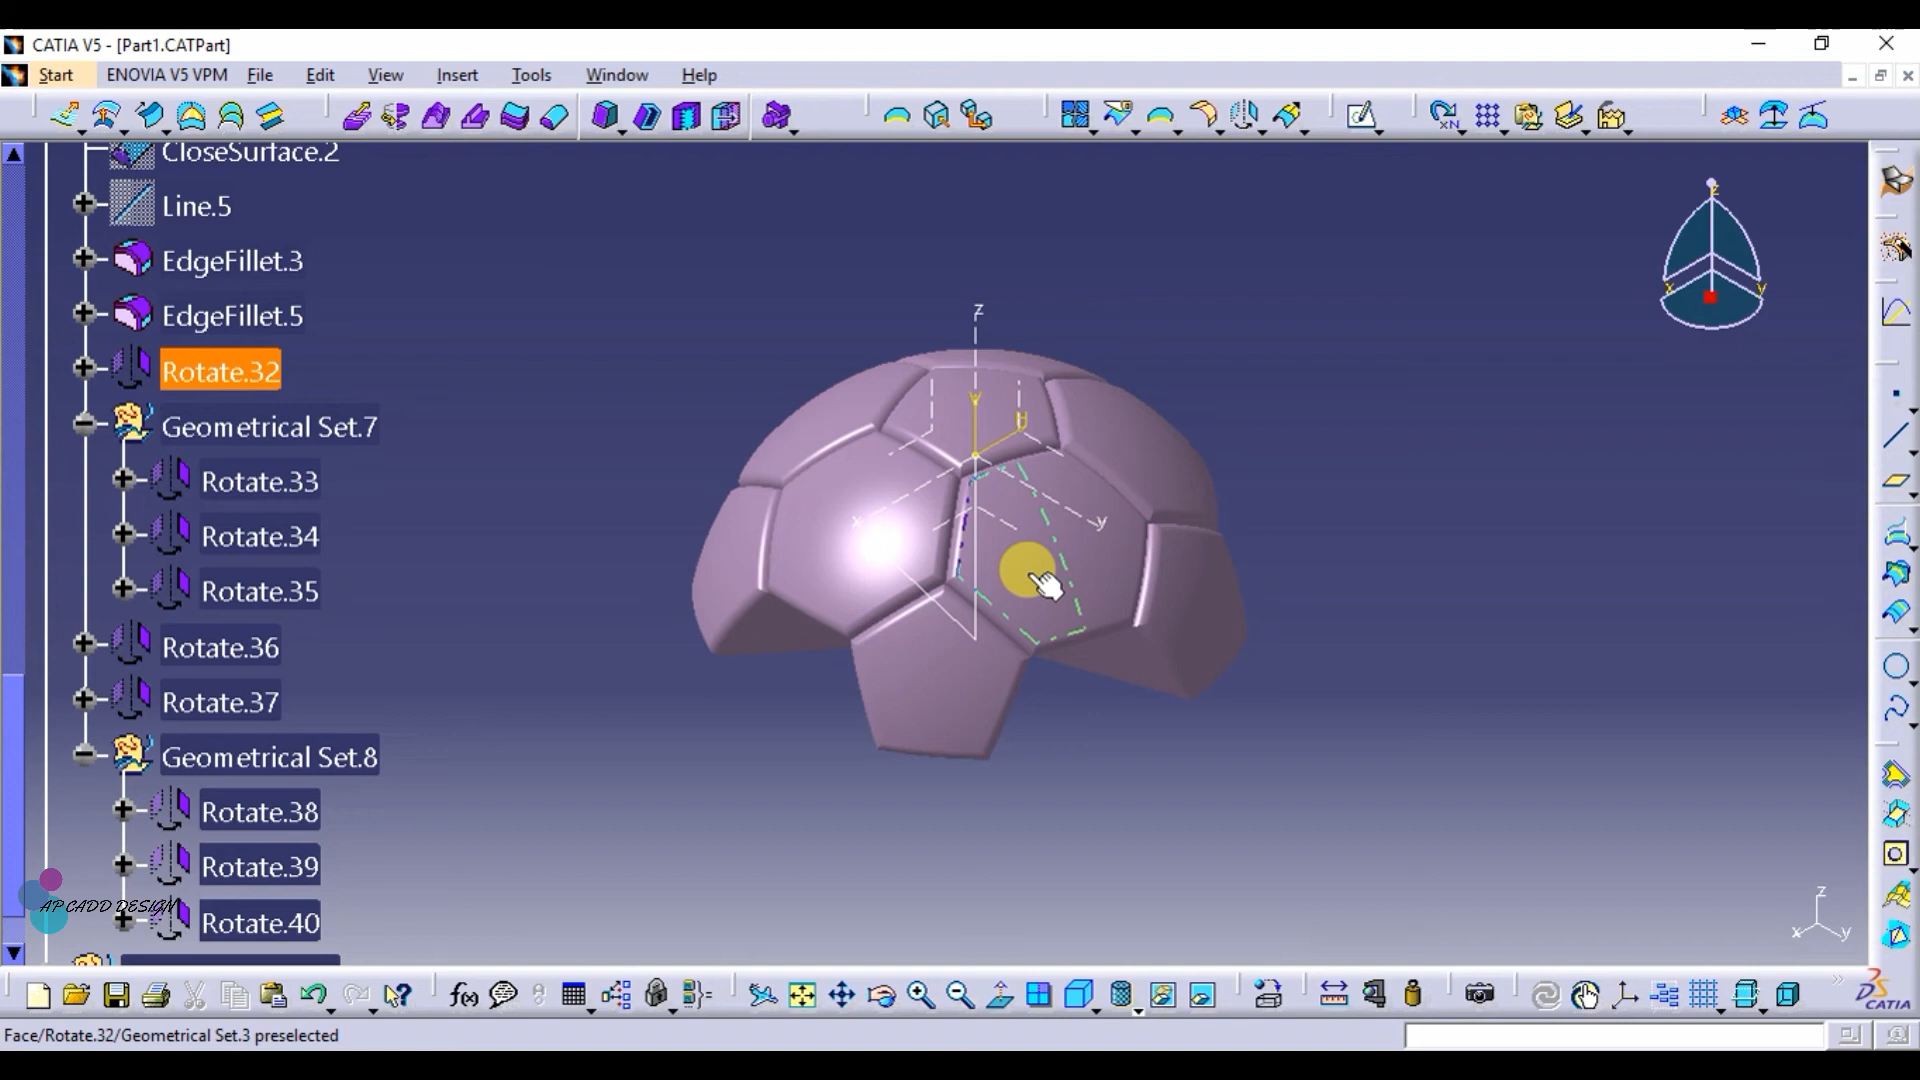 CATIA V5 - [Part1.CATPart]
Start ENOVIA V5 VPM File Edit View Insert Tools Window Help
CloseSurface.2
Line.5
EdgeFillet.3
EdgeFillet.5
Rotate.32
Geometrical Set.7
Rotate.33
Rotate.34
Rotate.35
Rotate.36
Rotate.37
Geometrical Set.8
Rotate.38
Rotate.39
Rotate.40
AP CADD DESIGN
z
x
y
z
x y
z
x y
f(x)
CATIA
Face/Rotate.32/Geometrical Set.3 preselected